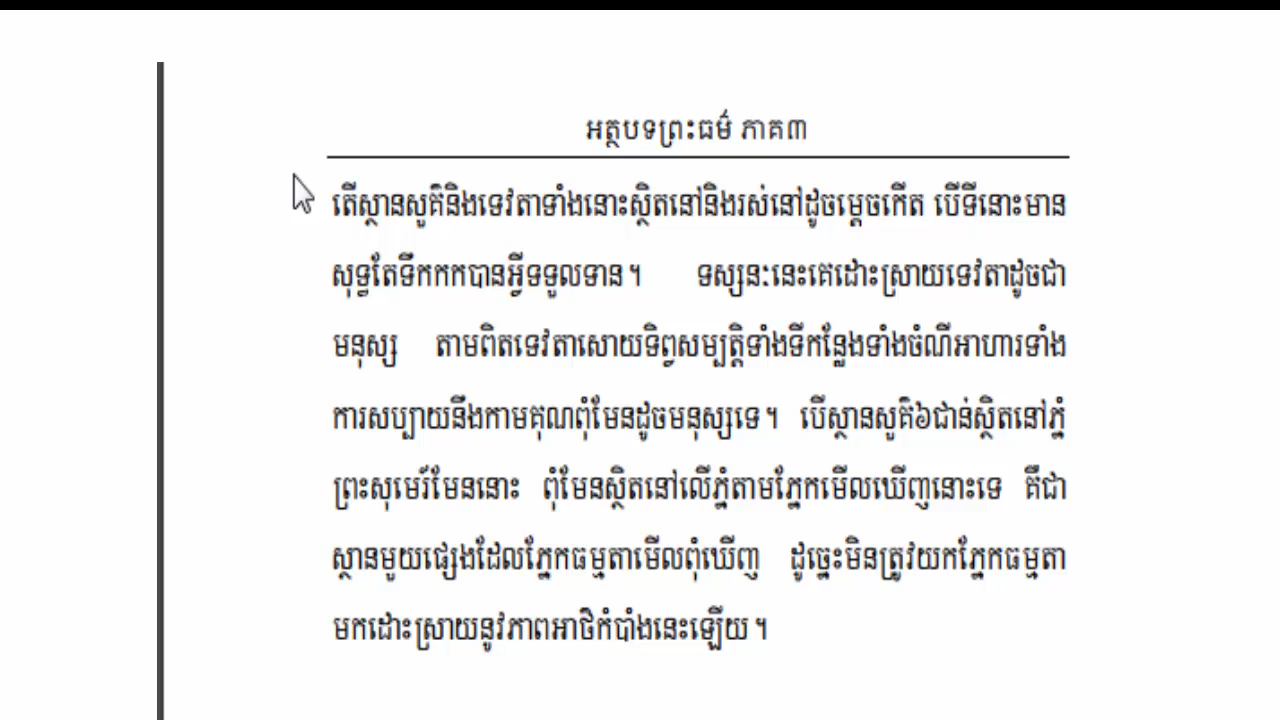 អត្ថបទព្រះធម៌ ភាគ៣
តើស្ថានសួគ៌និងទេវតាទាំងនោះស្ថិតនៅនិងរស់នៅដូចម្ដេចកើត បើទីនោះមាន
សុទ្ធតែទឹកកកបានអ្វីទទួលទាន។ ទស្សនៈនេះគេដោះស្រាយទេវតាដូចជា
មនុស្ស តាមពិតទេវតាសោយទិព្វសម្បត្តិទាំងទីកន្លែងទាំងចំណីអាហារទាំង
ការសប្បាយនឹងកាមគុណពុំមែនដូចមនុស្សទេ។ បើស្ថានសួគ៌៦ជាន់ស្ថិតនៅភ្នំ
ព្រះសុមេរ៍មែននោះ ពុំមែនស្ថិតនៅលើភ្នំតាមភ្នែកមើលឃើញនោះទេ គឺជា
ស្ថានមួយផ្សេងដែលភ្នែកធម្មតាមើលពុំឃើញ ដូច្នេះមិនត្រូវយកភ្នែកធម្មតា
មកដោះស្រាយនូវភាពអាថ៌កំបាំងនេះឡើយ។